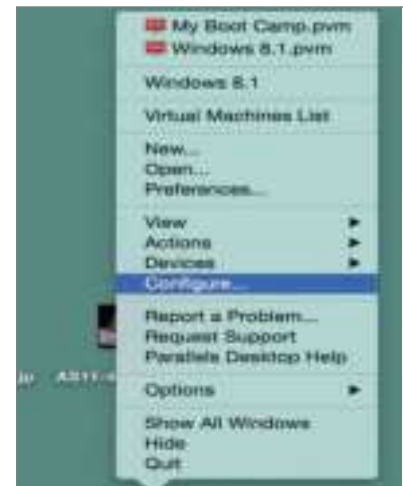 My Boot Camp.pvm
Windows 8.1.pvm
Windows 8.1
Virtual Machines List
New...
Open...
Preferences...
View
Actions
Devices
Configure...
Report a Problem...
Request Support
Parallels Desktop Help
Options
Show All Windows
Hide
Quit